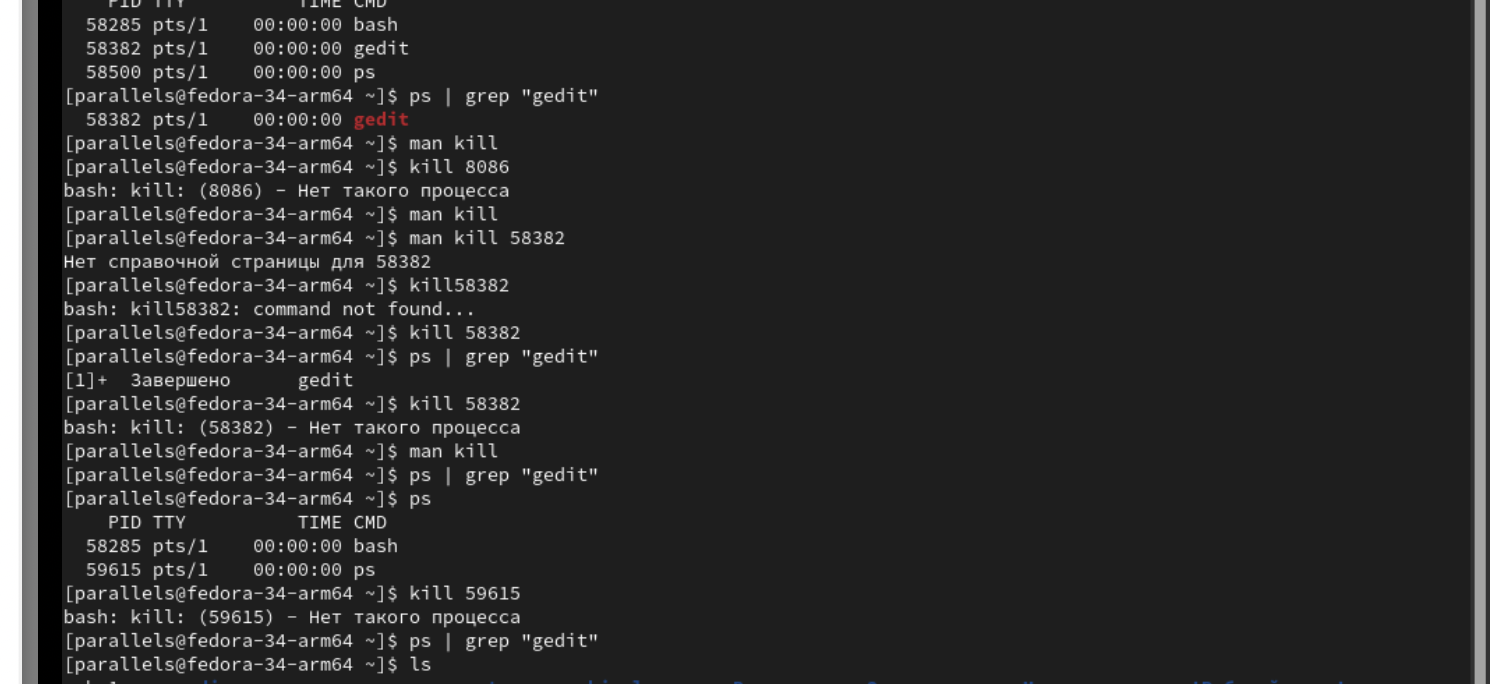 PID TTY          TIME CMD
58285 pts/1    00:00:00 bash
58382 pts/1    00:00:00 gedit
58500 pts/1    00:00:00 ps
[parallels@fedora-34-arm64 ~]$ ps | grep "gedit"
58382 pts/1    00:00:00 gedit
[parallels@fedora-34-arm64 ~]$ man kill
[parallels@fedora-34-arm64 ~]$ kill 8086
bash: kill: (8086) – Нет такого процесса
[parallels@fedora-34-arm64 ~]$ man kill
[parallels@fedora-34-arm64 ~]$ man kill 58382
Нет справочной страницы для 58382
[parallels@fedora-34-arm64 ~]$ kill58382
bash: kill58382: command not found...
[parallels@fedora-34-arm64 ~]$ kill 58382
[parallels@fedora-34-arm64 ~]$ ps | grep "gedit"
[1]+  Завершено      gedit
[parallels@fedora-34-arm64 ~]$ kill 58382
bash: kill: (58382) – Нет такого процесса
[parallels@fedora-34-arm64 ~]$ man kill
[parallels@fedora-34-arm64 ~]$ ps | grep "gedit"
[parallels@fedora-34-arm64 ~]$ ps
PID TTY          TIME CMD
58285 pts/1    00:00:00 bash
59615 pts/1    00:00:00 ps
[parallels@fedora-34-arm64 ~]$ kill 59615
bash: kill: (59615) – Нет такого процесса
[parallels@fedora-34-arm64 ~]$ ps | grep "gedit"
[parallels@fedora-34-arm64 ~]$ ls